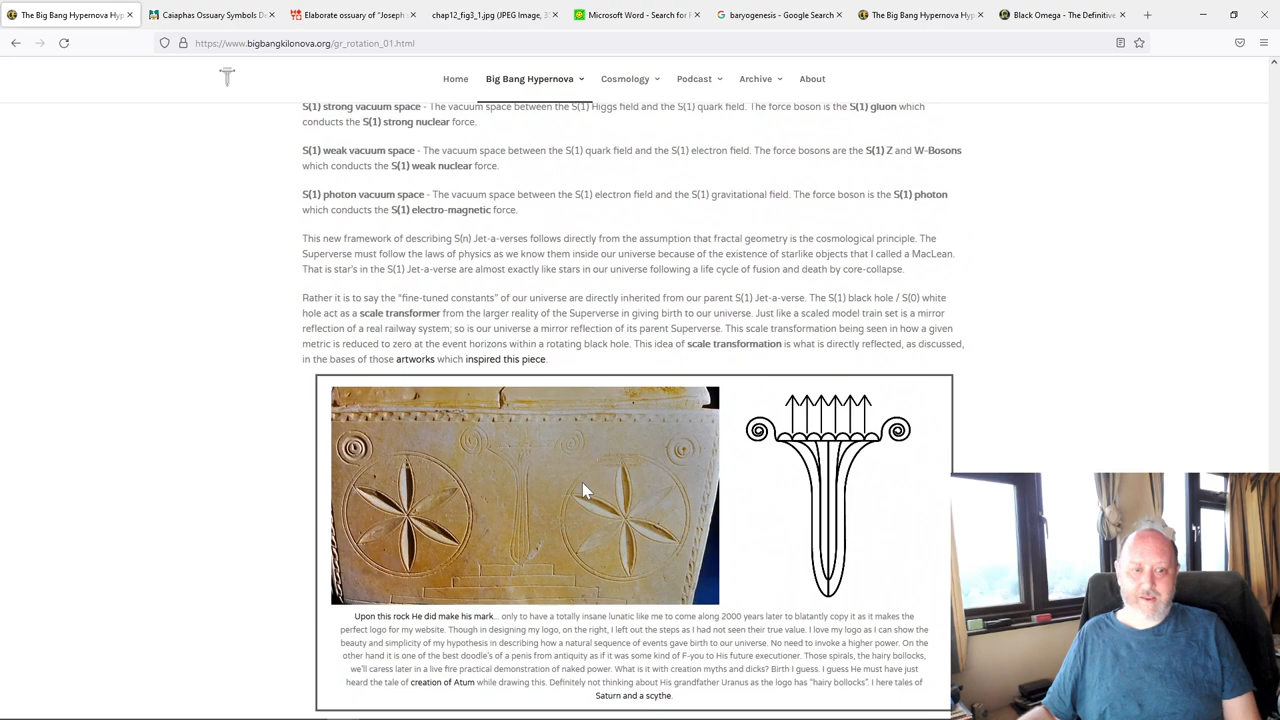 The Big Bang Hypernova Hy
Caiaphas Ossuary Symbols D
Elaborate ossuary of "Joseph
chap12_fig3_1.jpg (JPEG Image, 3
Microsoft Word - Search for F
baryogenesis - Google Search
The Big Bang Hypernova Hyp
Black Omega - The Definitive
https://www.bigbangkilonova.org/gr_rotation_01.html
Home Big Bang Hypernova Cosmology Podcast Archive About
S(1) strong vacuum space - The vacuum space between the S(1) Higgs field and the S(1) quark field. The force boson is the S(1) gluon which
conducts the S(1) strong nuclear force.
S(1) weak vacuum space - The vacuum space between the S(1) quark field and the S(1) electron field. The force bosons are the S(1) Z and W-Bosons
which conducts the S(1) weak nuclear force.
S(1) photon vacuum space - The vacuum space between the S(1) electron field and the S(1) gravitational field. The force boson is the S(1) photon
which conducts the S(1) electro-magnetic force.
This new framework of describing S(n) Jet-a-verses follows directly from the assumption that fractal geometry is the cosmological principle. The
Superverse must follow the laws of physics as we know them inside our universe because of the existence of starlike objects that I called a MacLean.
That is star's in the S(1) Jet-a-verse are almost exactly like stars in our universe following a life cycle of fusion and death by core-collapse.
Rather it is to say the "fine-tuned constants" of our universe are directly inherited from our parent S(1) Jet-a-verse. The S(1) black hole / S(0) white
hole act as a scale transformer from the larger reality of the Superverse in giving birth to our universe. Just like a scaled model train set is a mirror
reflection of a real railway system; so is our universe a mirror reflection of its parent Superverse. This scale transformation being seen in how a given
metric is reduced to zero at the event horizons within a rotating black hole. This idea of scale transformation is what is directly reflected, as discussed,
in the bases of those artworks which inspired this piece.
Upon this rock He did make his mark... only to have a totally insane lunatic like me to come along 2000 years later to blatantly copy it as it makes the
perfect logo for my website. Though in designing my logo, on the right, I left out the steps as I had not seen their true value. I love my logo as I can show the
beauty and simplicity of my hypothesis in describing how a natural sequence of events gave birth to our universe. No need to invoke a higher power. On the
other hand it is one of the best doodle's of a penis from antiquity as if it was some kind of F-you to His future executioner. Those spirals, the hairy bollocks,
we'll caress later in a live fire practical demonstration of naked power. What is it with creation myths and dicks? Birth I guess. I guess He must have just
heard the tale of creation of Atum while drawing this. Definitely not thinking about His grandfather Uranus as the logo has "hairy bollocks". I here tales of
Saturn and a scythe.